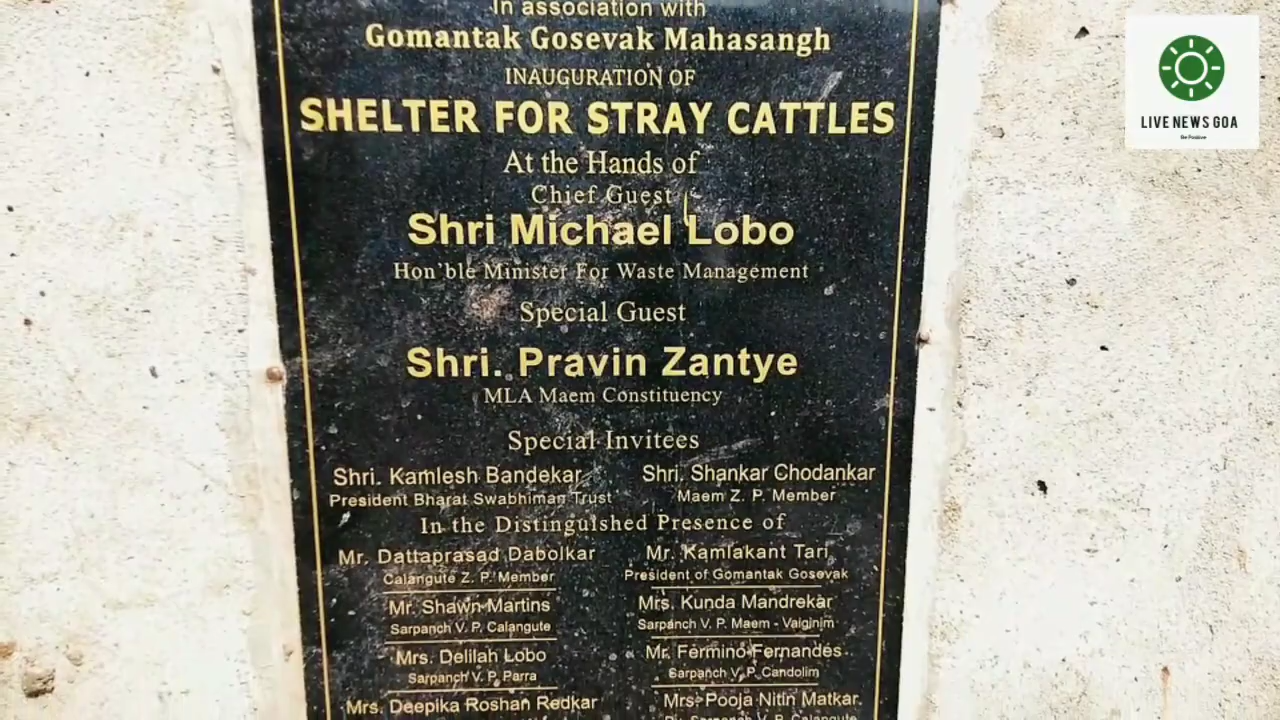 In association with
Gomantak Gosevak Mahasangh
INAUGURATION OF
SHELTER FOR STRAY CATTLES
At the Hands of
Chief Guest
Shri Michael Lobo
Hon'ble Minister For Waste Management
Special Guest
Shri. Pravin Zantye
MLA Maem Constituency
Special Invitees
Shri. Kamlesh Bandekar
President Bharat Swabhiman Trust
Shri. Shankar Chodankar
Maem Z. P. Member
In the Distinguished Presence of
Mr. Dattaprasad Dabolkar
Calangute Z. P. Member
Mr. Kamlakant Tari
President of Gomantak Gosevak
Mr. Shawn Martins
Sarpanch V. P. Calangute
Mrs. Kunda Mandrekar
Sarpanch V. P. Maem - Valginim
Mrs. Delilah Lobo
Sarpanch V. P. Parra
Mr. Fermino Fernandes
Sarpanch V. P. Candolim
Mrs. Deepika Roshan Redkar
Mrs. Pooja Nitin Matkar
Sarpanch V. P. Calangute
LIVE NEWS GOA
Be Positive